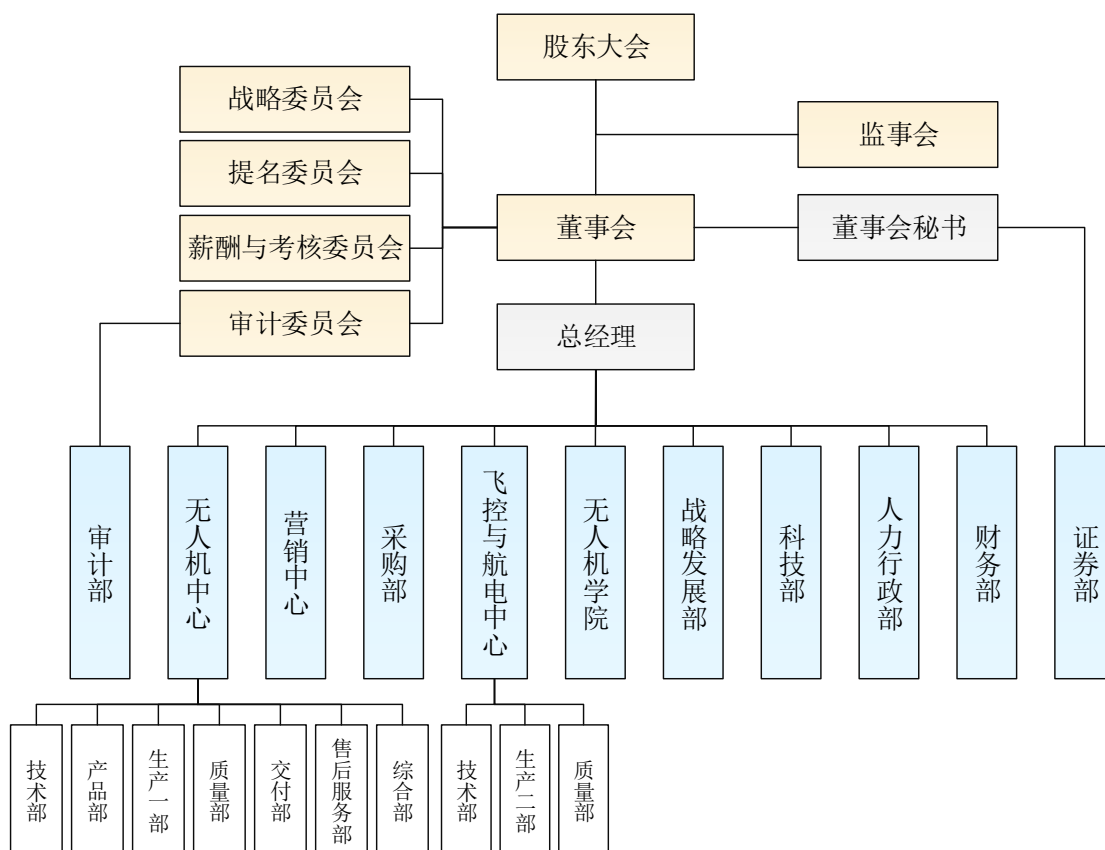 股东大会
战略委员会
监事会
提名委员会
董事会
董事会秘书
薪酬与考核委员会
审计委员会
总经理
审计部
无人机中心
营销中心
采购部
飞控与航电中心
无人机学院
战略发展部
科技部
人力行政部
财务部
证券部
技术部
产品部
生产一部
质量部
交付部
售后服务部
综合部
技术部
生产二部
质量部